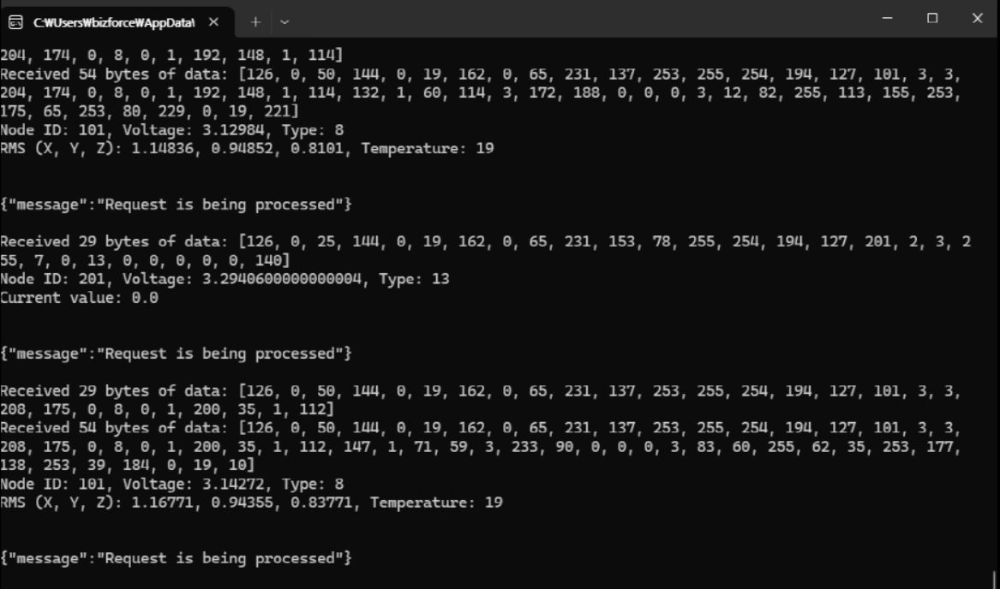 C:₩Users₩bizforce₩AppData₩
204, 174, 0, 8, 0, 1, 192, 148, 1, 114]
Received 54 bytes of data: [126, 0, 50, 144, 0, 19, 162, 0, 65, 231, 137, 253, 255, 254, 194, 127, 101, 3, 3,
204, 174, 0, 8, 0, 1, 192, 148, 1, 114, 132, 1, 60, 114, 3, 172, 188, 0, 0, 0, 3, 12, 82, 255, 113, 155, 253,
175, 65, 253, 80, 229, 0, 19, 221]
Node ID: 101, Voltage: 3.12984, Type: 8
RMS (X, Y, Z): 1.14836, 0.94852, 0.8101, Temperature: 19
{"message":"Request is being processed"}
Received 29 bytes of data: [126, 0, 25, 144, 0, 19, 162, 0, 65, 231, 153, 78, 255, 254, 194, 127, 201, 2, 3, 2
55, 7, 0, 13, 0, 0, 0, 0, 0, 140]
Node ID: 201, Voltage: 3.2940600000000004, Type: 13
Current value: 0.0
{"message":"Request is being processed"}
Received 29 bytes of data: [126, 0, 50, 144, 0, 19, 162, 0, 65, 231, 137, 253, 255, 254, 194, 127, 101, 3, 3,
208, 175, 0, 8, 0, 1, 200, 35, 1, 112]
Received 54 bytes of data: [126, 0, 50, 144, 0, 19, 162, 0, 65, 231, 137, 253, 255, 254, 194, 127, 101, 3, 3,
208, 175, 0, 8, 0, 1, 200, 35, 1, 112, 147, 1, 71, 59, 3, 233, 90, 0, 0, 0, 3, 83, 60, 255, 62, 35, 253, 177,
138, 253, 39, 184, 0, 19, 10]
Node ID: 101, Voltage: 3.14272, Type: 8
RMS (X, Y, Z): 1.16771, 0.94355, 0.83771, Temperature: 19
{"message":"Request is being processed"}